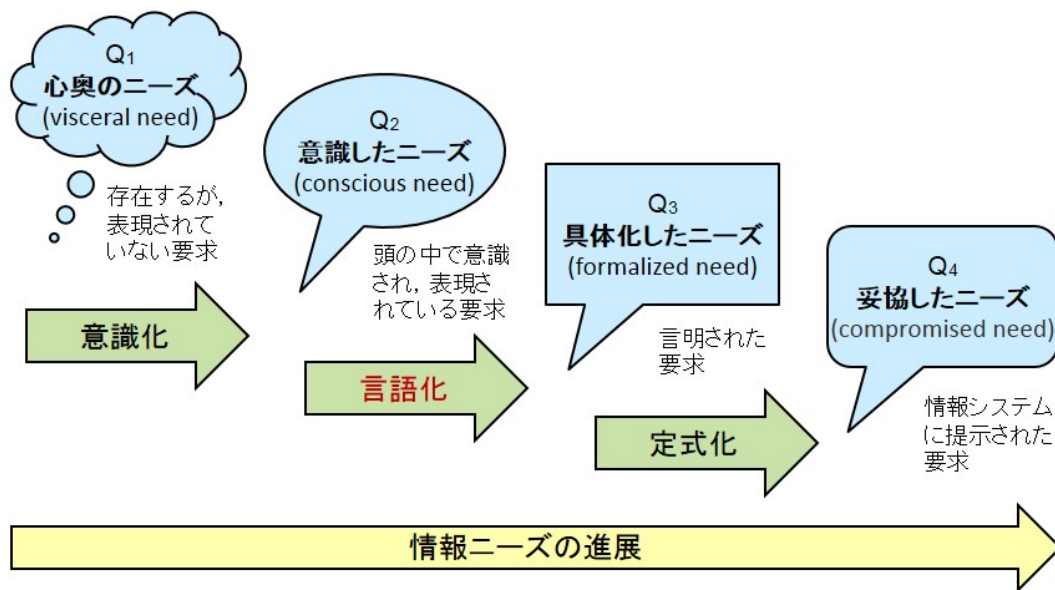 Q1
心奥のニーズ
(visceral need)
存在するが,
表現されて
いない要求
意識化
Q2
意識したニーズ
(conscious need)
頭の中で意識
され, 表現さ
れている要求
言語化
Q3
具体化したニーズ
(formalized need)
言明された
要求
定式化
Q4
妥協したニーズ
(compromised need)
情報システム
に提示された
要求
情報ニーズの進展